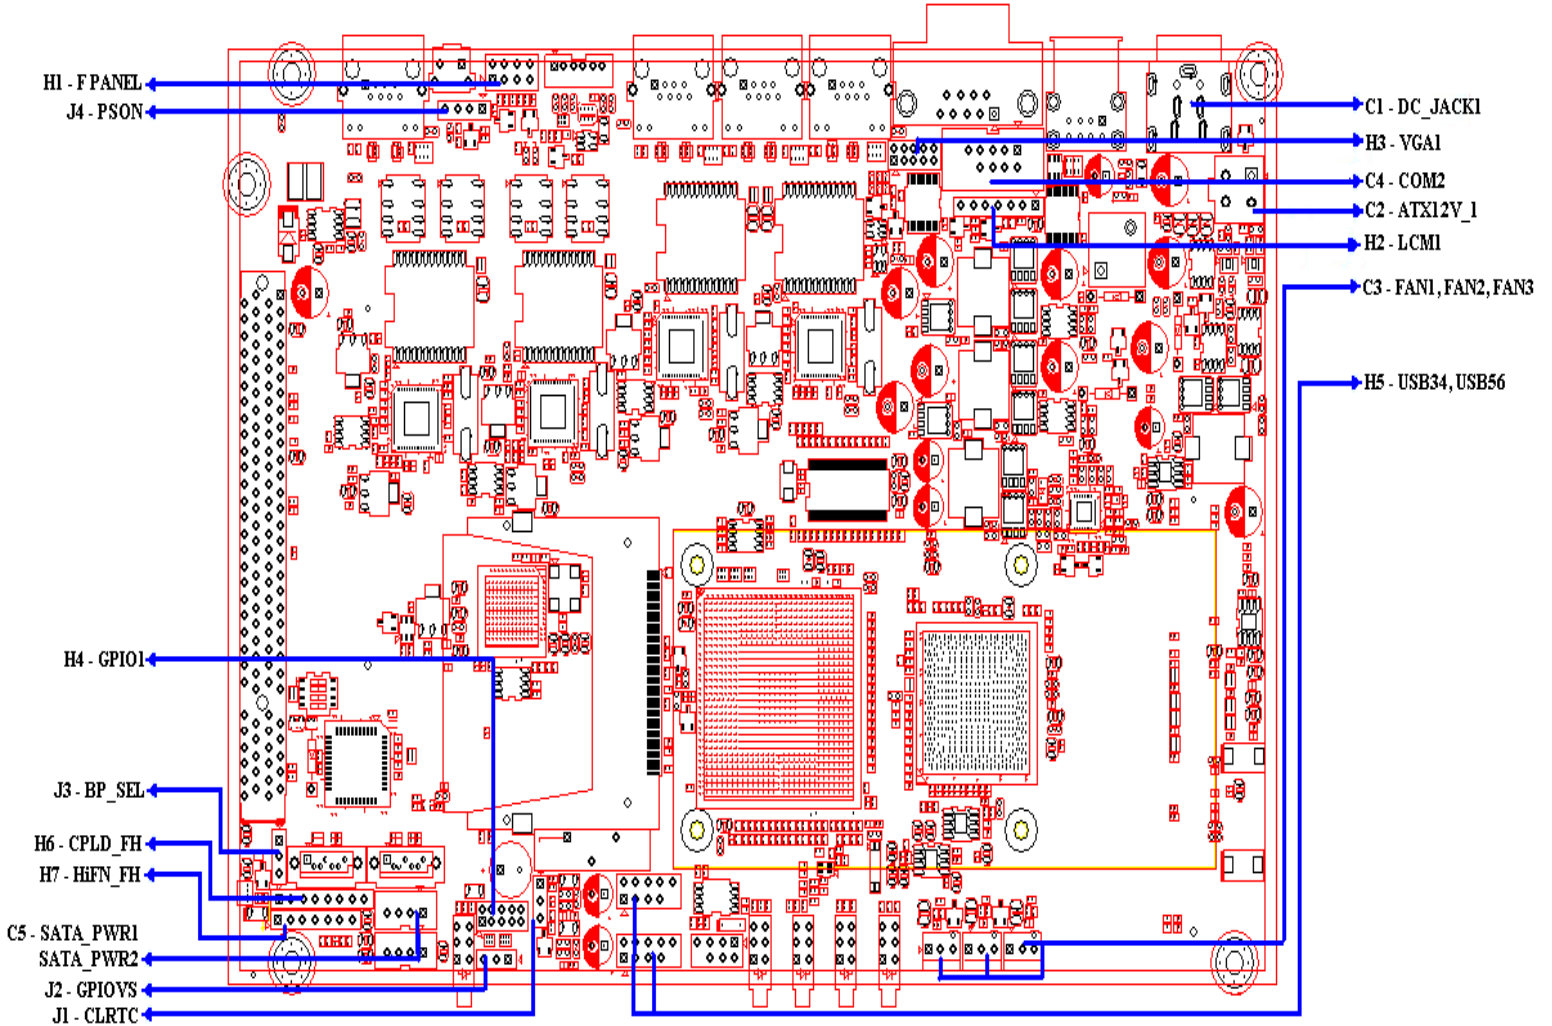 H1 - F PANEL
J4 - PSON
C1 - DC_JACK1
H3 - VGA1
C4 - COM2
C2 - ATX12V_1
H2 - LCM1
C3 - FAN1, FAN2, FAN3
H5 - USB34, USB56
H4 - GPIO1
J3 - BP_SEL
H6 - CPLD_FH
H7 - HiFN_FH
C5 - SATA_PWR1
SATA_PWR2
J2 - GPIOVS
J1 - CLRTC